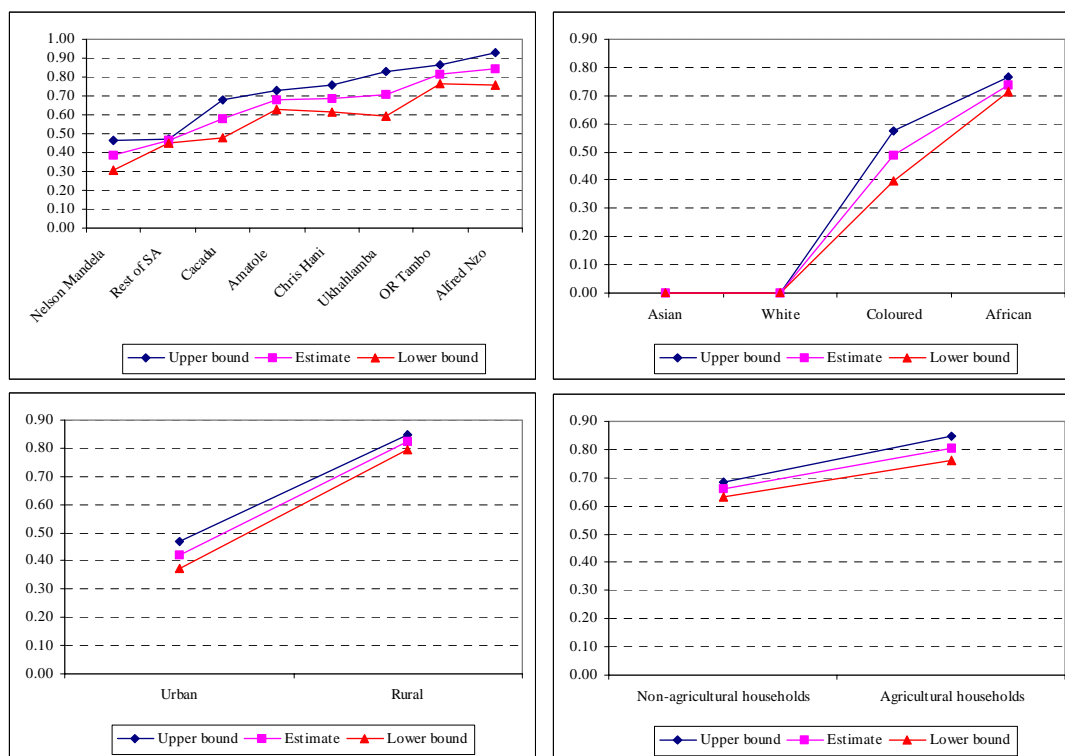 1.00
0.90
0.80
0.70
0.60
0.50
0.40
0.30
0.20
0.10
0.00
Nelson Mandela
Rest of SA
Cacadu
Amatole
Chris Hani
Ukhahlamba
OR Tambo
Alfred Nzo
Upper bound Estimate Lower bound
0.90
0.80
0.70
0.60
0.50
0.40
0.30
0.20
0.10
0.00
Asian White Coloured African
Upper bound Estimate Lower bound
0.90
0.80
0.70
0.60
0.50
0.40
0.30
0.20
0.10
0.00
Urban Rural
Upper bound Estimate Lower bound
0.90
0.80
0.70
0.60
0.50
0.40
0.30
0.20
0.10
0.00
Non-agricultural households Agricultural households
Upper bound Estimate Lower bound